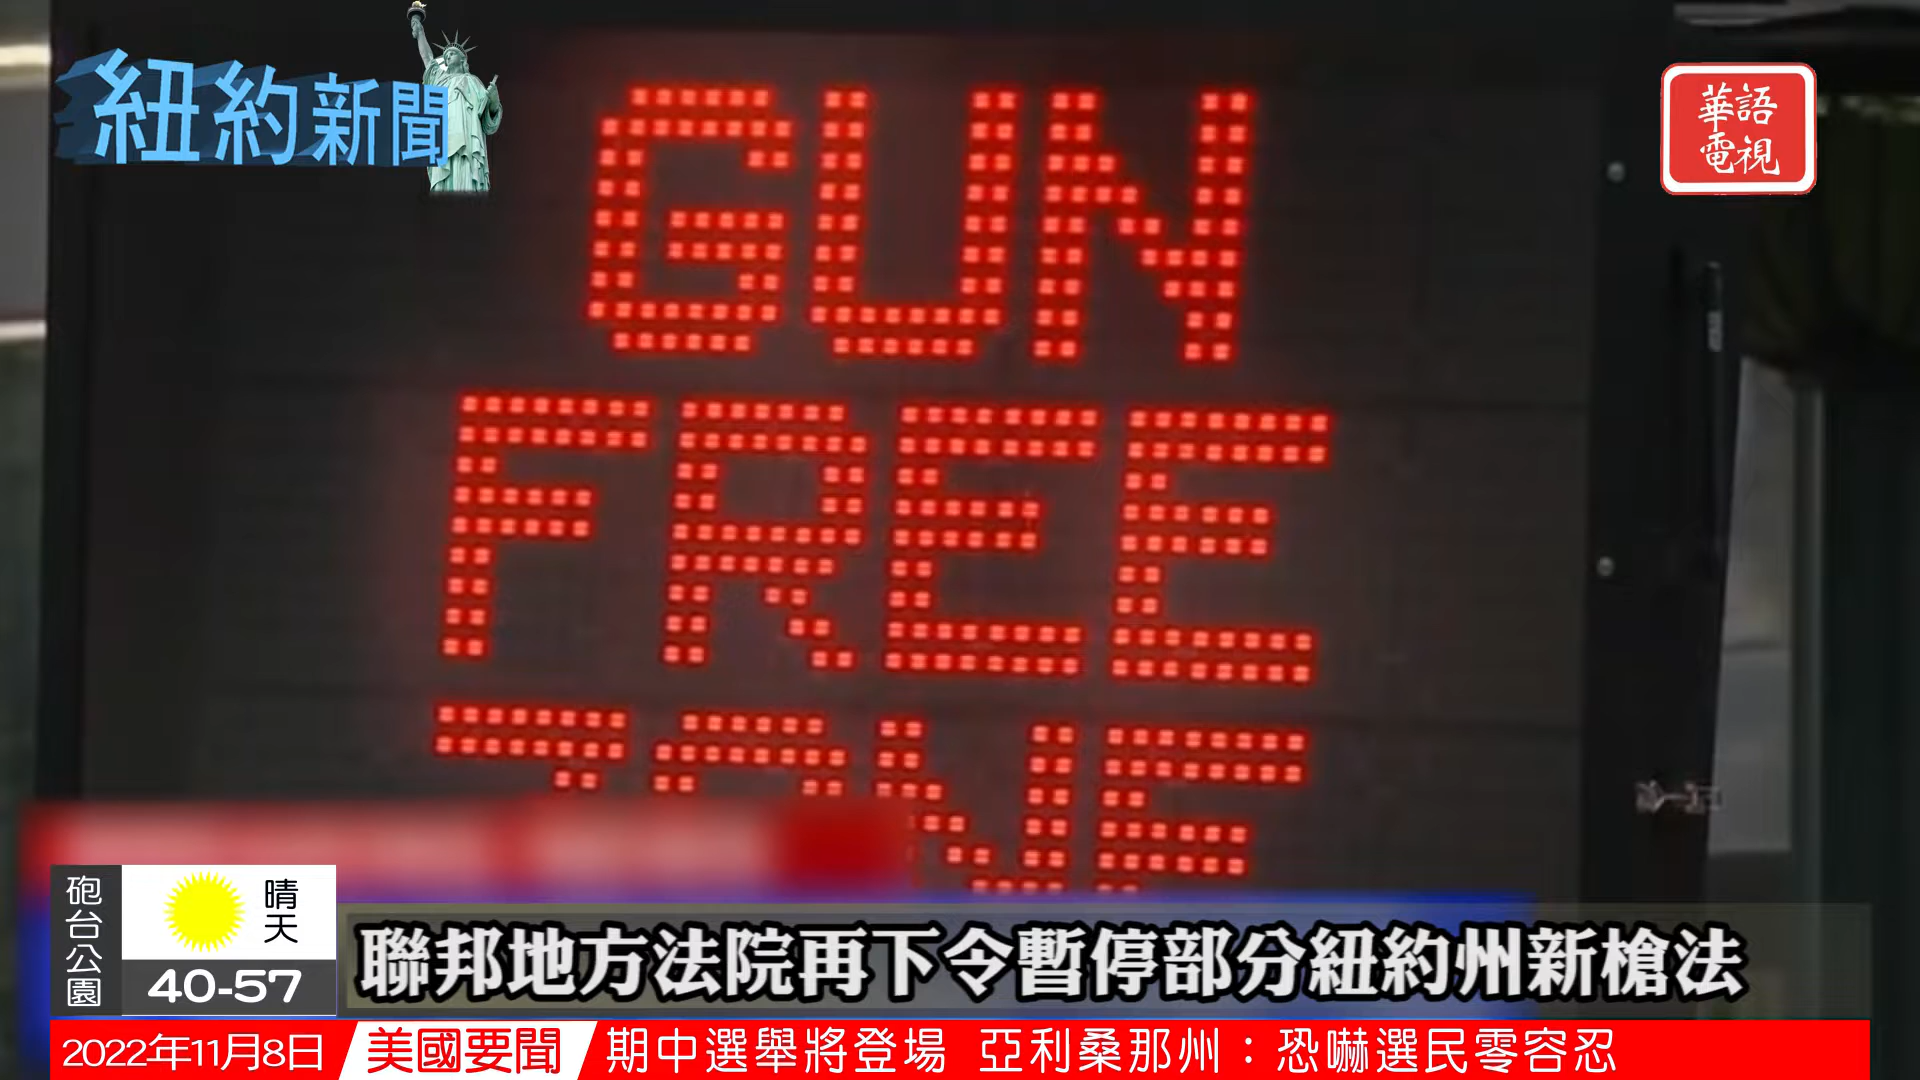 紐約新聞
華語
電視
GUN
FREE
ZONE
砲台公園
晴天
40-57
聯邦地方法院再下令暫停部分紐約州新槍法
2022年11月8日 美國要聞 期中選舉將登場 亞利桑那州：恐嚇選民零容忍